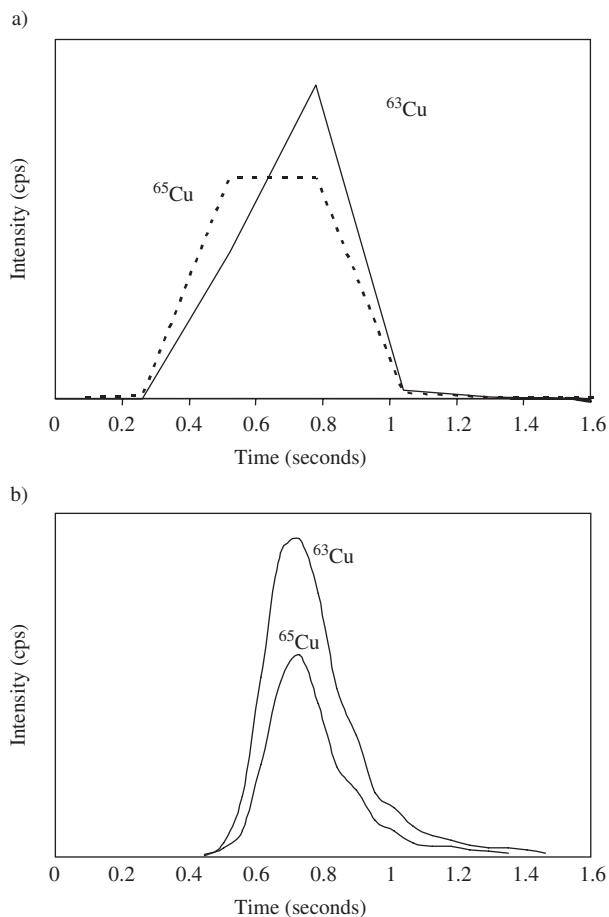 a)
⁶³Cu
⁶⁵Cu
Intensity (cps)
0 0.2 0.4 0.6 0.8 1 1.2 1.4 1.6
Time (seconds)
b)
⁶³Cu
⁶⁵Cu
Intensity (cps)
0 0.2 0.4 0.6 0.8 1 1.2 1.4 1.6
Time (seconds)